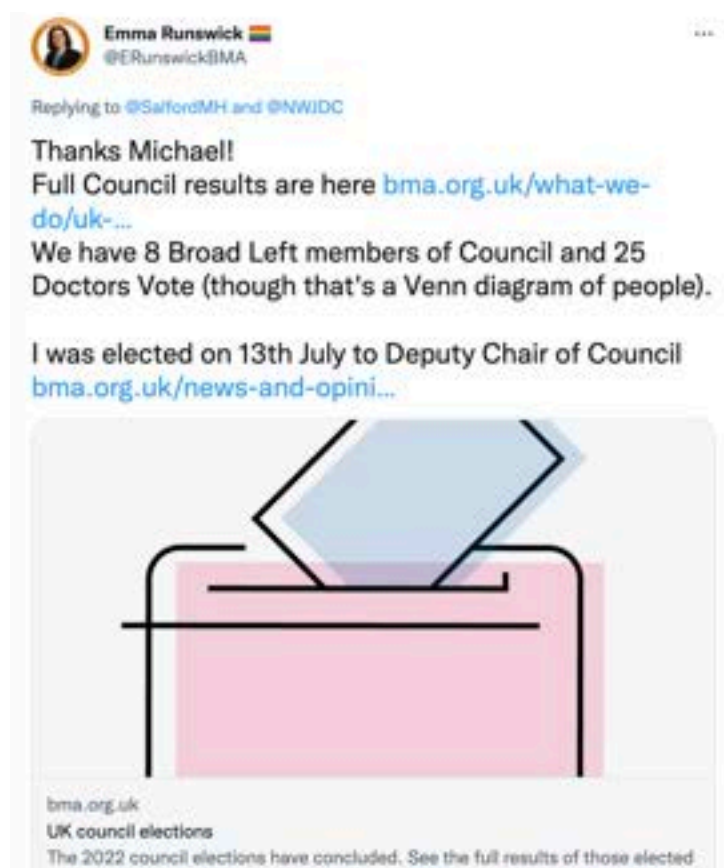 Emma Runswick 🏳️‍🌈
@ERunswickBMA
Replying to @SalfordMH and @NWJDC
Thanks Michael!
Full Council results are here bma.org.uk/what-we-
do/uk-...
We have 8 Broad Left members of Council and 25
Doctors Vote (though that's a Venn diagram of people).
I was elected on 13th July to Deputy Chair of Council
bma.org.uk/news-and-opini...
bma.org.uk
UK council elections
The 2022 council elections have concluded. See the full results of those elected